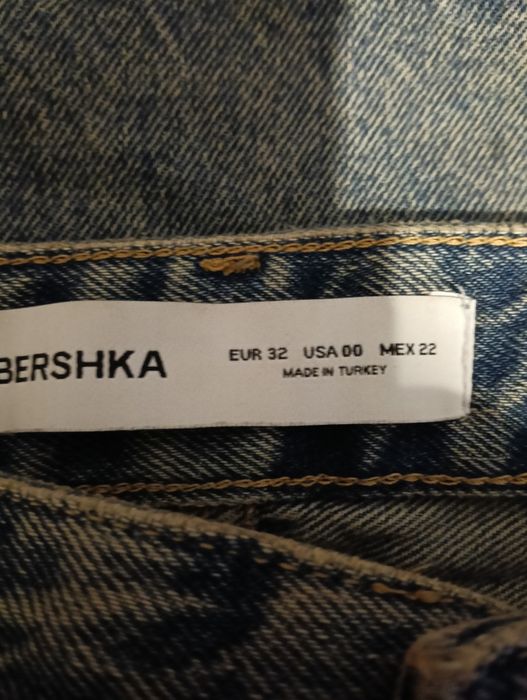 BERSHKA
EUR 32 USA 00 MEX 22
MADE IN TURKEY